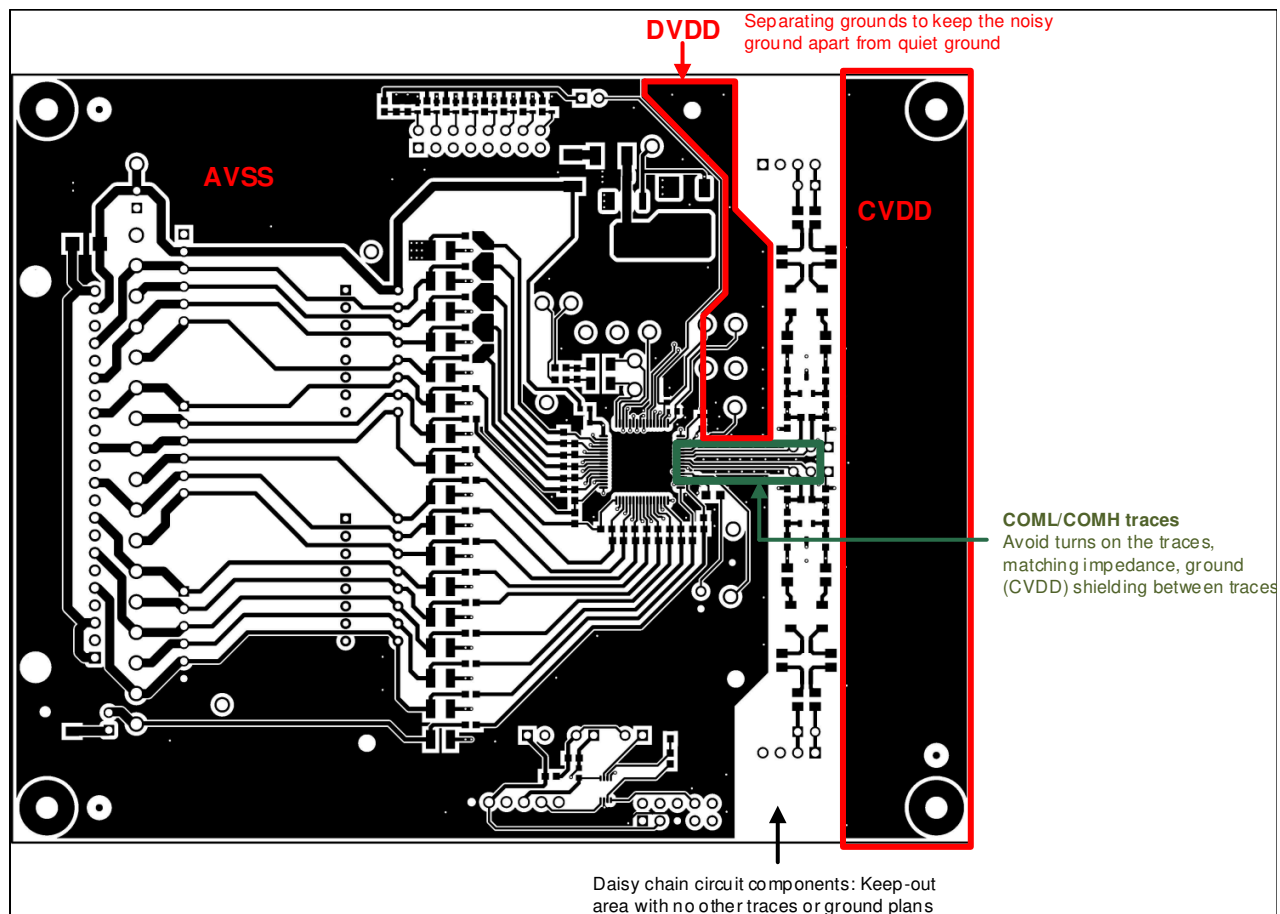 DVDD
Separating grounds to keep the noisy
ground apart from quiet ground
AVSS
CVDD
COML/COMH traces
Avoid turns on the traces,
matching impedance, ground
(CVDD) shielding between traces
Daisy chain circuit components: Keep-out
area with no other traces or ground plans